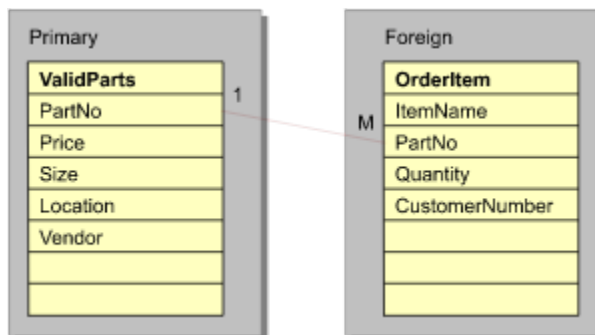 Primary
ValidParts
PartNo
Price
Size
Location
Vendor
1
M
Foreign
OrderItem
ItemName
PartNo
Quantity
CustomerNumber